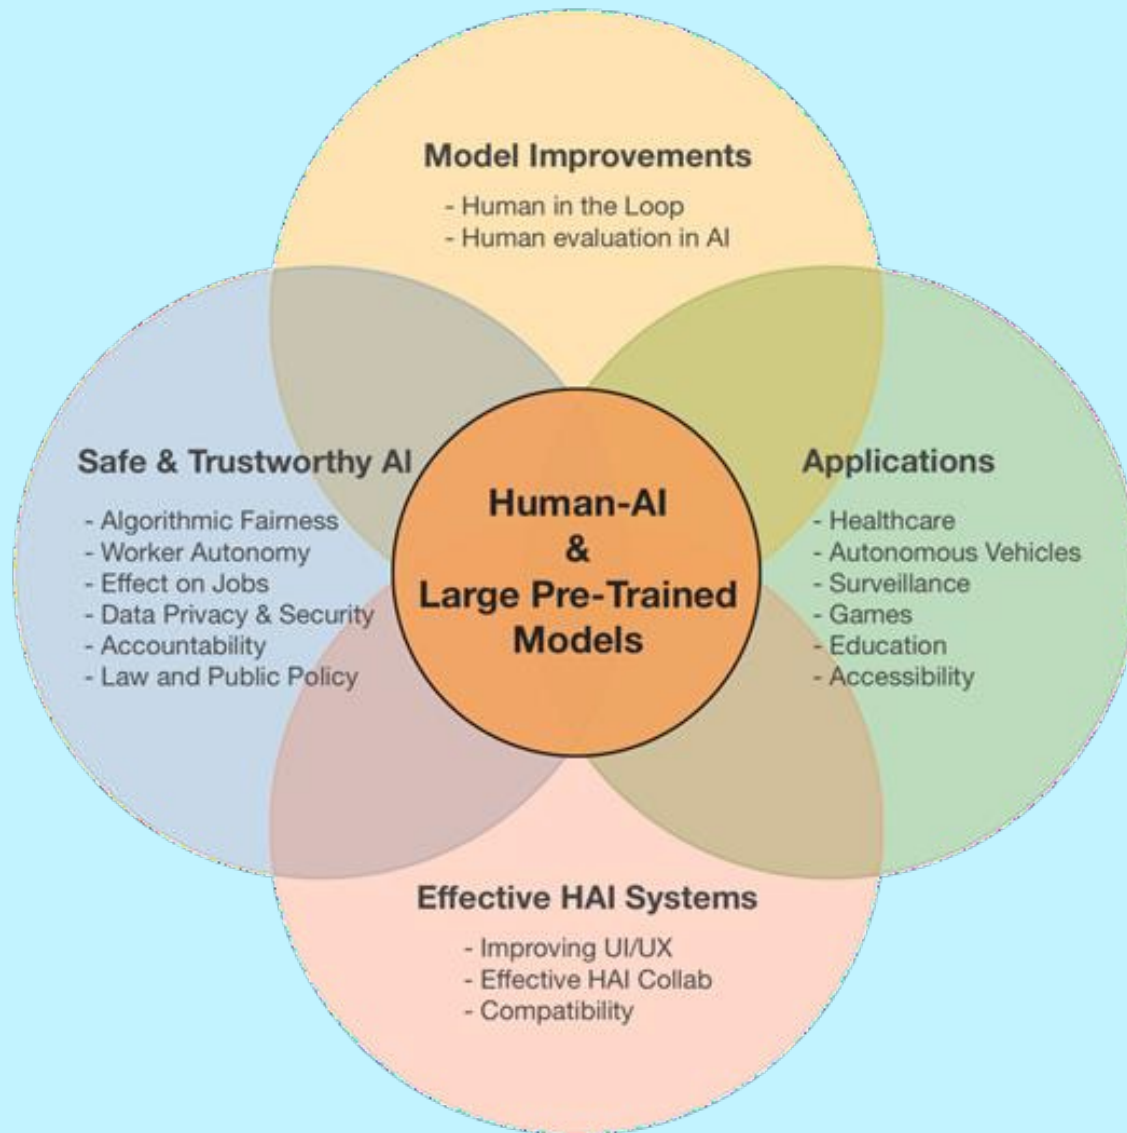 Model Improvements
- Human in the Loop
- Human evaluation in AI
Safe & Trustworthy AI
- Algorithmic Fairness
- Worker Autonomy
- Effect on Jobs
- Data Privacy & Security
- Accountability
- Law and Public Policy
Human-AI
&
Large Pre-Trained
Models
Applications
- Healthcare
- Autonomous Vehicles
- Surveillance
- Games
- Education
- Accessibility
Effective HAI Systems
- Improving UI/UX
- Effective HAI Collab
- Compatibility